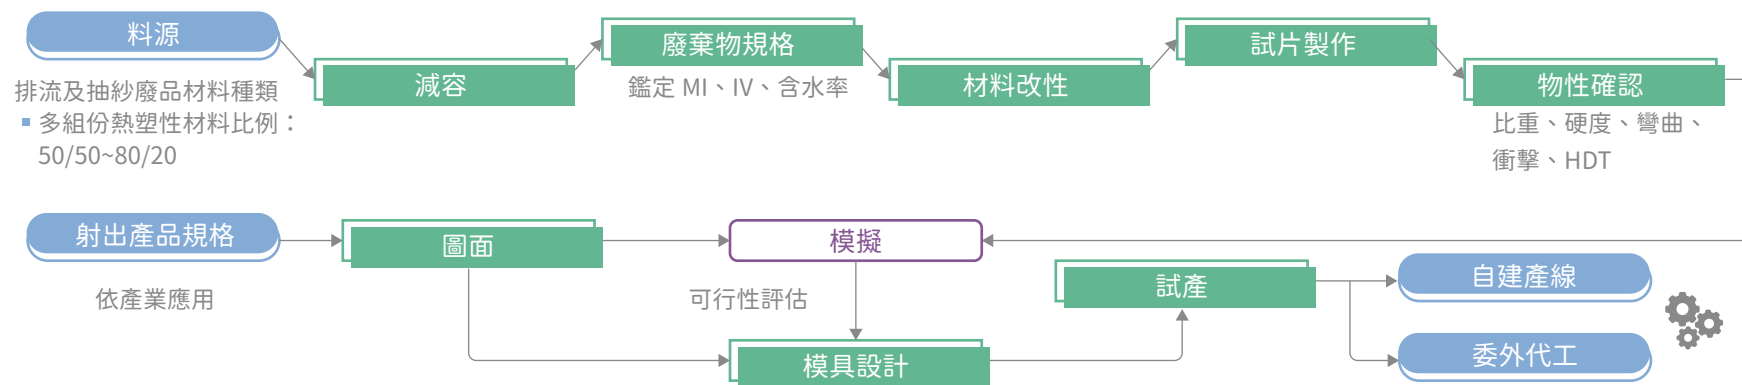 料源
減容
廢棄物規格
材料改性
試片製作
物性確認
排流及抽紗廢品材料種類
多組份熱塑性材料比例：
50/50~80/20
鑑定 MI、IV、含水率
比重、硬度、彎曲、
衝擊、HDT
射出產品規格
圖面
模擬
依產業應用
可行性評估
模具設計
試產
自建產線
委外代工